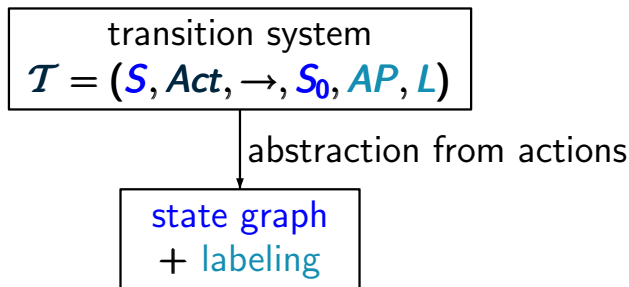 transition system
𝒯 = (S, Act, →, S₀, AP, L)
abstraction from actions
state graph
+ labeling